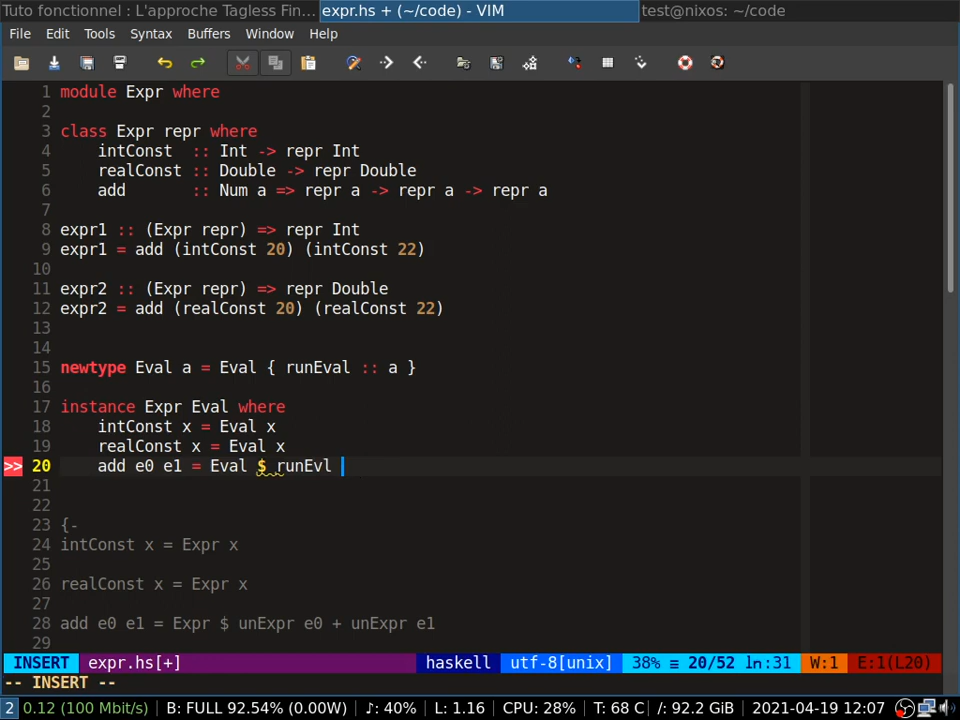 Tuto fonctionnel : L'approche Tagless Fin... expr.hs + (~/code) - VIM test@nixos: ~/code
File Edit Tools Syntax Buffers Window Help
1 module Expr where
2
3 class Expr repr where
4 intConst :: Int -> repr Int
5 realConst :: Double -> repr Double
6 add :: Num a => repr a -> repr a -> repr a
7
8 expr1 :: (Expr repr) => repr Int
9 expr1 = add (intConst 20) (intConst 22)
10
11 expr2 :: (Expr repr) => repr Double
12 expr2 = add (realConst 20) (realConst 22)
13
14
15 newtype Eval a = Eval { runEval :: a }
16
17 instance Expr Eval where
18 intConst x = Eval x
19 realConst x = Eval x
>> 20 add e0 e1 = Eval $ runEvl
21
22
23 {-
24 intConst x = Expr x
25
26 realConst x = Expr x
27
28 add e0 e1 = Expr $ unExpr e0 + unExpr e1
29
INSERT expr.hs[+] haskell utf-8[unix] 38% ≡ 20/52 ln:31 W:1 E:1(L20)
-- INSERT --
2 0.12 (100 Mbit/s) B: FULL 92.54% (0.00W) ♪: 40% L: 1.16 CPU: 28% T: 68 C /: 92.2 GiB 2021-04-19 12:07